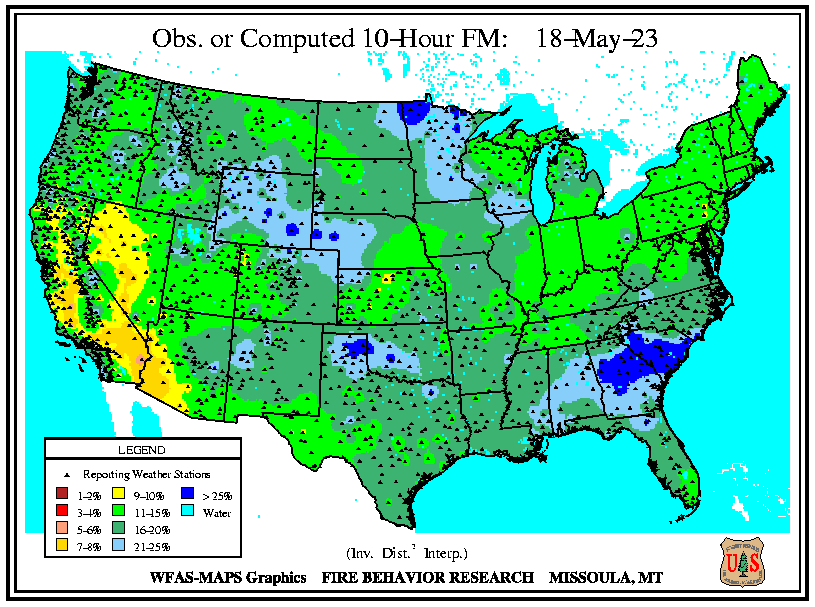 Obs. or Computed 10-Hour FM: 18-May-23
LEGEND
Reporting Weather Stations
1-2% 9-10% > 25%
3-4% 11-15% Water
5-6% 16-20%
7-8% 21-25%
(Inv. Dist.² Interp.)
WFAS-MAPS Graphics FIRE BEHAVIOR RESEARCH MISSOULA, MT
U S